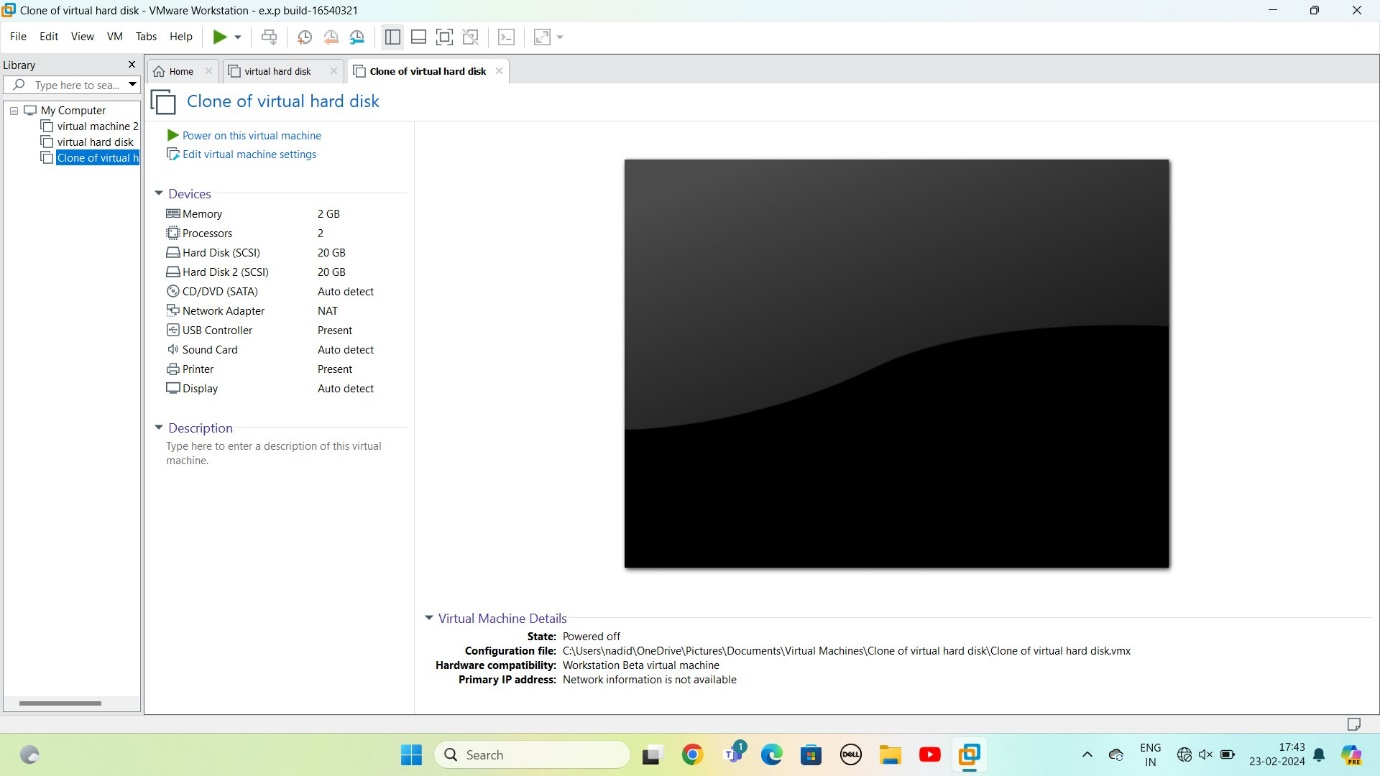 Clone of virtual hard disk - VMware Workstation - e.x.p build-16540321
File Edit View VM Tabs Help
Library
Type here to sea...
My Computer
virtual machine 2
virtual hard disk
Clone of virtual h
Home
virtual hard disk
Clone of virtual hard disk
Clone of virtual hard disk
Power on this virtual machine
Edit virtual machine settings
Devices
Memory 2 GB
Processors 2
Hard Disk (SCSI) 20 GB
Hard Disk 2 (SCSI) 20 GB
CD/DVD (SATA) Auto detect
Network Adapter NAT
USB Controller Present
Sound Card Auto detect
Printer Present
Display Auto detect
Description
Type here to enter a description of this virtual
machine.
Virtual Machine Details
State: Powered off
Configuration file: C:\Users\nadid\OneDrive\Pictures\Documents\Virtual Machines\Clone of virtual hard disk\Clone of virtual hard disk.vmx
Hardware compatibility: Workstation Beta virtual machine
Primary IP address: Network information is not available
Search
1
DELL
ENG
IN
17:43
23-02-2024
PRE